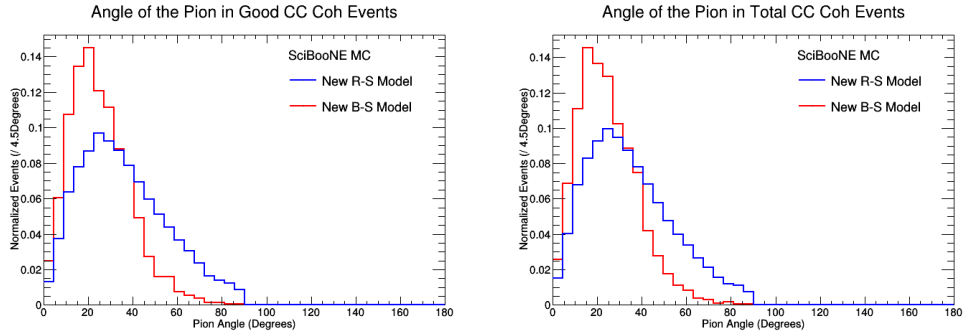 Angle of the Pion in Good CC Coh Events
Normalized Events (/ 4.5Degrees)
0.14
0.12
0.1
0.08
0.06
0.04
0.02
0
SciBooNE MC
New R-S Model
New B-S Model
0 20 40 60 80 100 120 140 160 180
Pion Angle (Degrees)
Angle of the Pion in Total CC Coh Events
Normalized Events (/ 4.5Degrees)
0.14
0.12
0.1
0.08
0.06
0.04
0.02
0
SciBooNE MC
New R-S Model
New B-S Model
0 20 40 60 80 100 120 140 160 180
Pion Angle (Degrees)